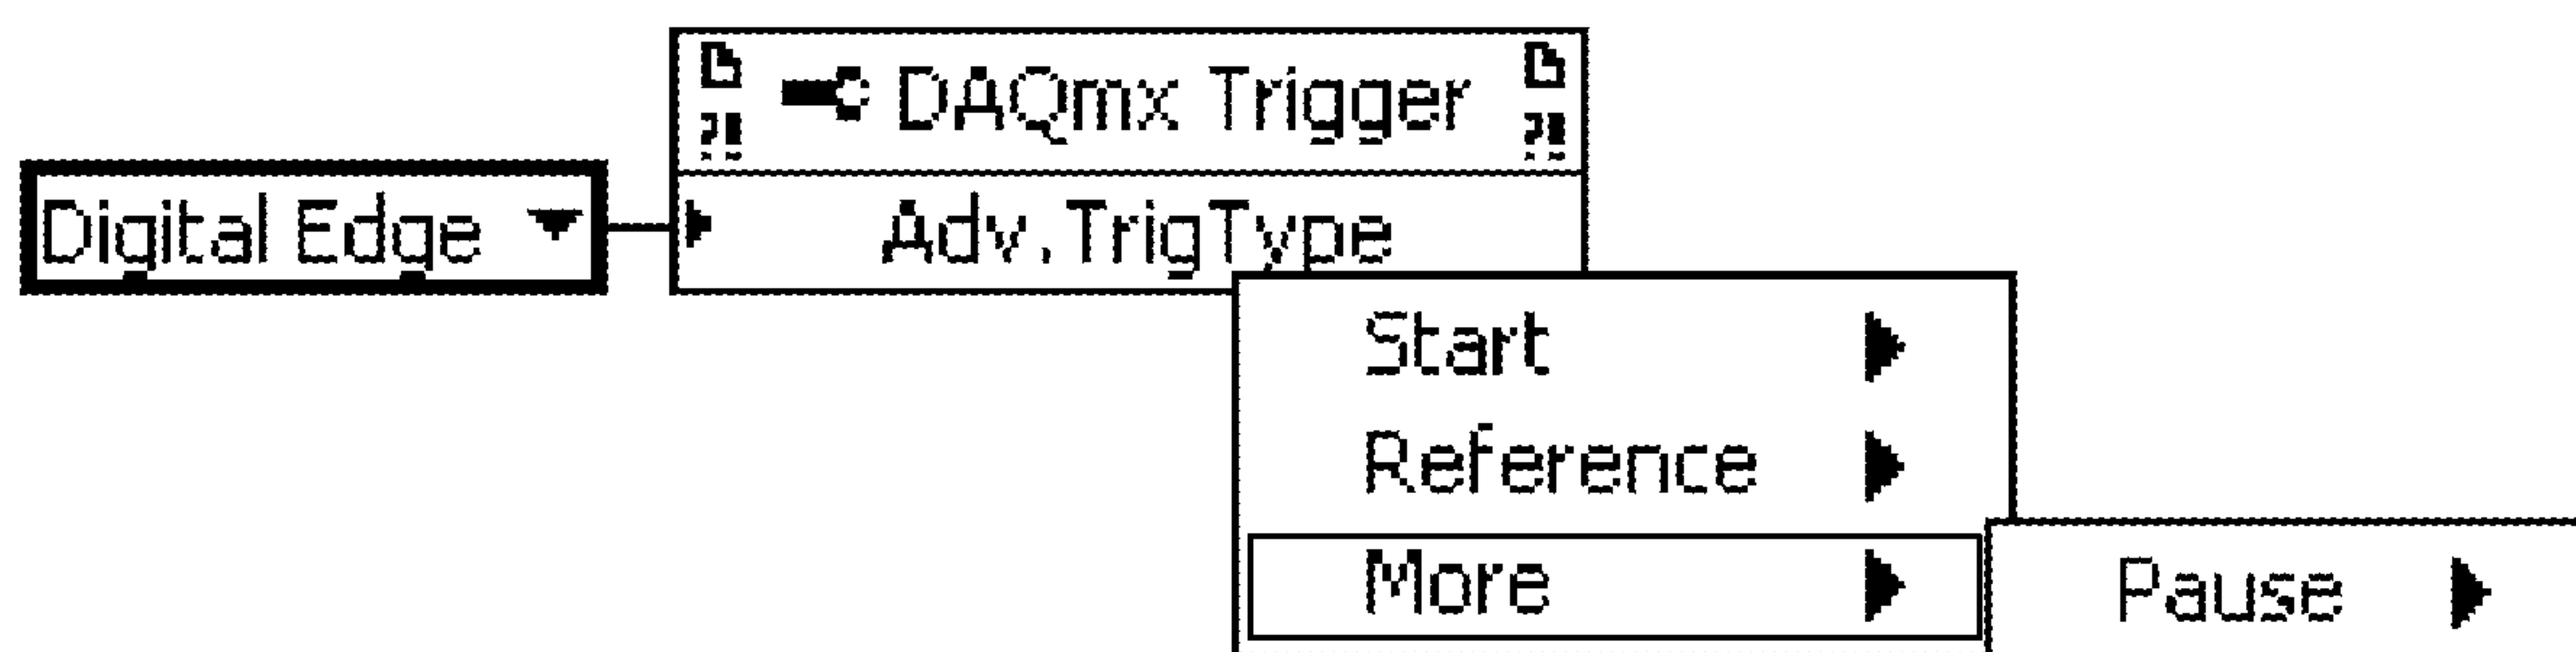 DAQmx Trigger
Digital Edge
Adv.TrigType
Start
Reference
More
Pause